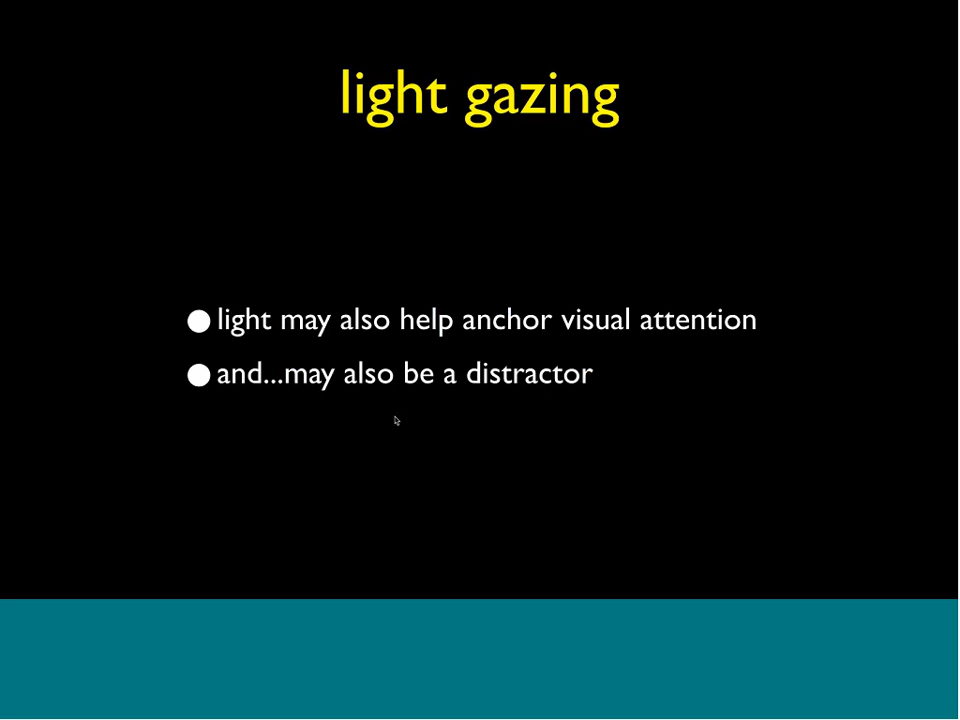 light gazing
● light may also help anchor visual attention
● and...may also be a distractor